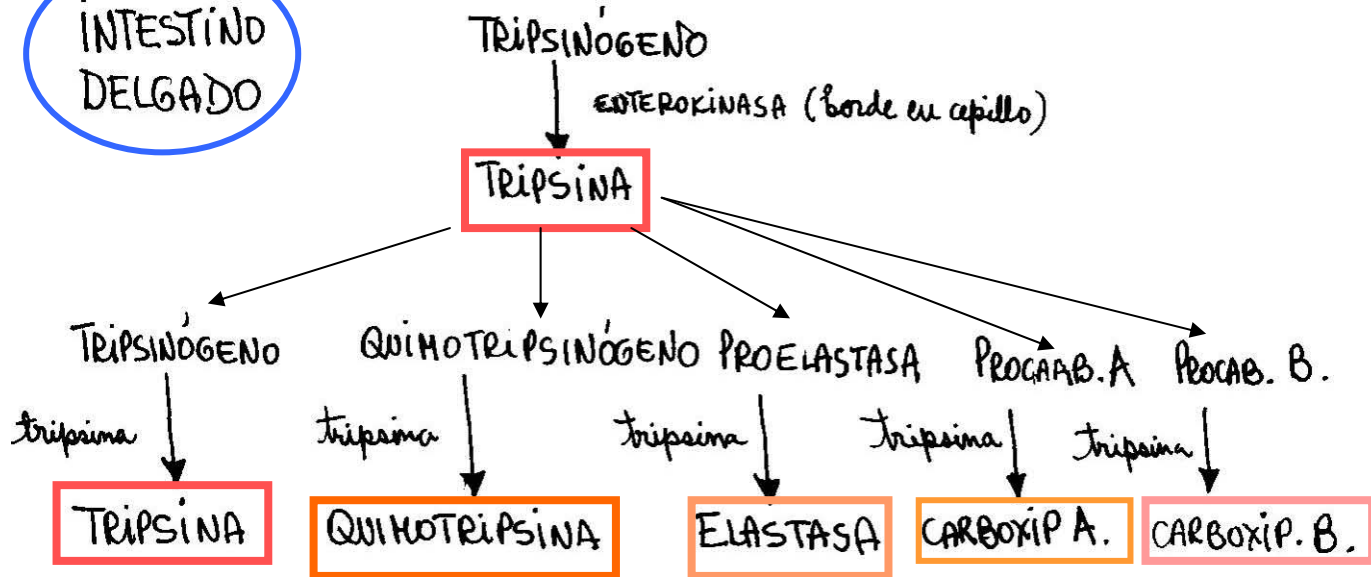 INTESTINO
DELGADO
TRIPSINÓGENO
ENTEROKINASA (borde en cepillo)
TRIPSINA
TRIPSINÓGENO QUIMOTRIPSINÓGENO PROELASTASA PROCARB. A PROCAB. B.
tripsina tripsina tripsina tripsina tripsina
TRIPSINA QUIMOTRIPSINA ELASTASA CARBOXIP A. CARBOXIP. B.